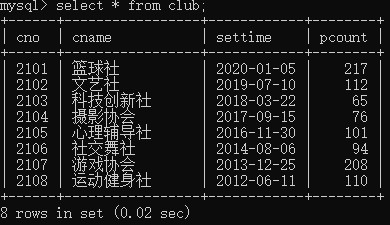 mysql> select * from club;
+------+--------------+------------+--------+
| cno | cname | settime | pcount |
+------+--------------+------------+--------+
| 2101 | 篮球社 | 2020-01-05 | 217 |
| 2102 | 文艺社 | 2019-07-10 | 112 |
| 2103 | 科技创新社 | 2018-03-22 | 65 |
| 2104 | 摄影协会 | 2017-09-15 | 76 |
| 2105 | 心理辅导社 | 2016-11-30 | 101 |
| 2106 | 社交舞社 | 2014-08-06 | 94 |
| 2107 | 游戏协会 | 2013-12-25 | 208 |
| 2108 | 运动健身社 | 2012-06-11 | 110 |
+------+--------------+------------+--------+
8 rows in set (0.02 sec)